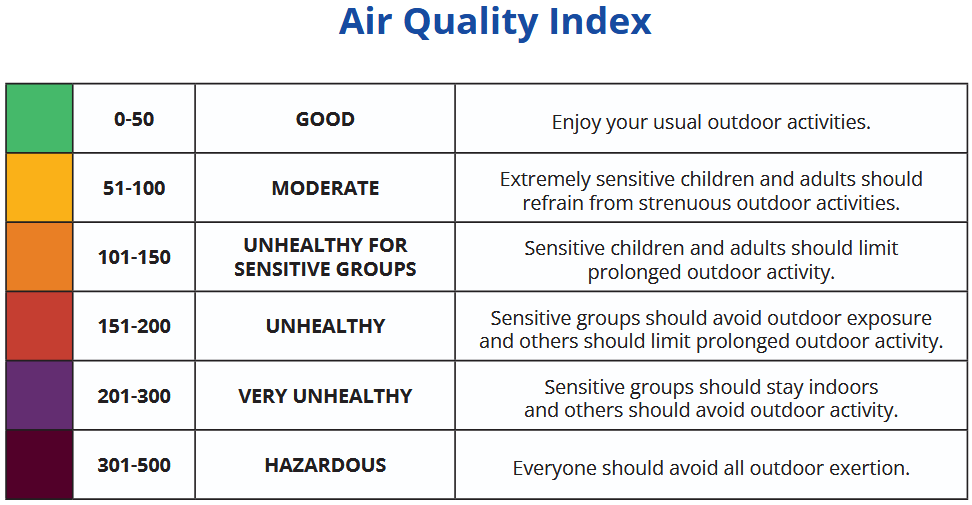 Air Quality Index
0-50
GOOD
Enjoy your usual outdoor activities.
51-100
MODERATE
Extremely sensitive children and adults should
refrain from strenuous outdoor activities.
101-150
UNHEALTHY FOR
SENSITIVE GROUPS
Sensitive children and adults should limit
prolonged outdoor activity.
151-200
UNHEALTHY
Sensitive groups should avoid outdoor exposure
and others should limit prolonged outdoor activity.
201-300
VERY UNHEALTHY
Sensitive groups should stay indoors
and others should avoid outdoor activity.
301-500
HAZARDOUS
Everyone should avoid all outdoor exertion.